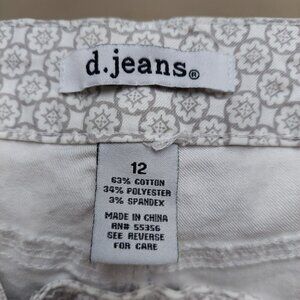 d.jeans®
12
63% COTTON
34% POLYESTER
3% SPANDEX
MADE IN CHINA
RN# 55356
SEE REVERSE
FOR CARE